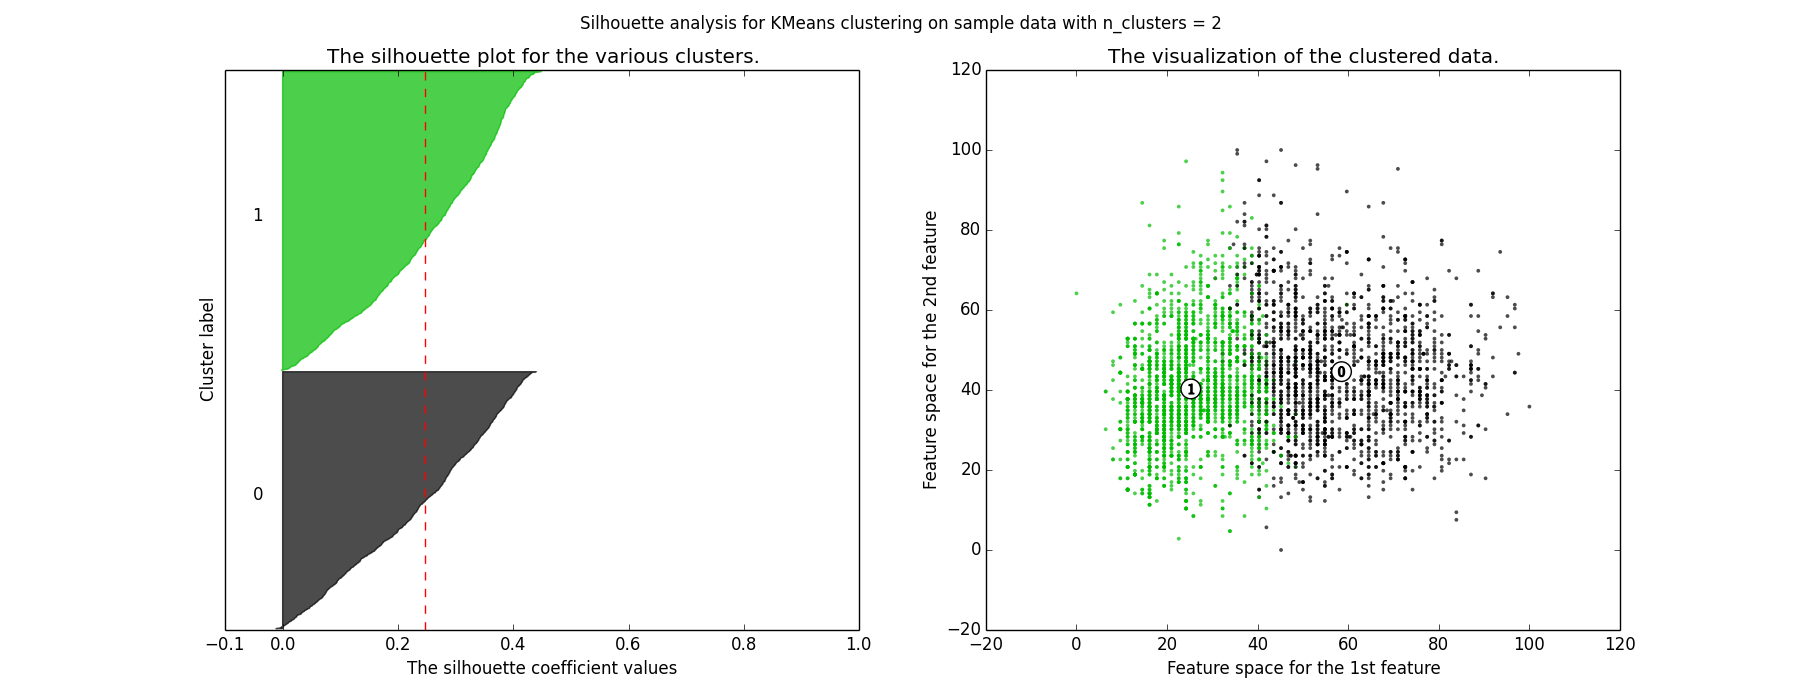 Silhouette analysis for KMeans clustering on sample data with n_clusters = 2
The silhouette plot for the various clusters.
1
0
Cluster label
−0.1 0.0 0.2 0.4 0.6 0.8 1.0
The silhouette coefficient values
The visualization of the clustered data.
120
100
80
60
40
20
0
−20
Feature space for the 2nd feature
1
0
−20 0 20 40 60 80 100 120
Feature space for the 1st feature